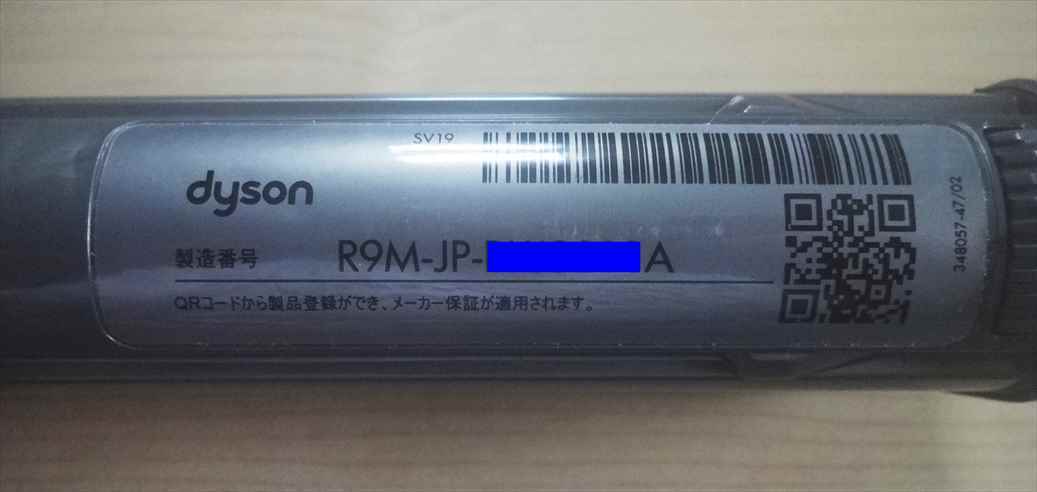 SV19
dyson
製造番号 R9M-JP- A
QRコードから製品登録ができ、メーカー保証が適用されます。
348057-47/02